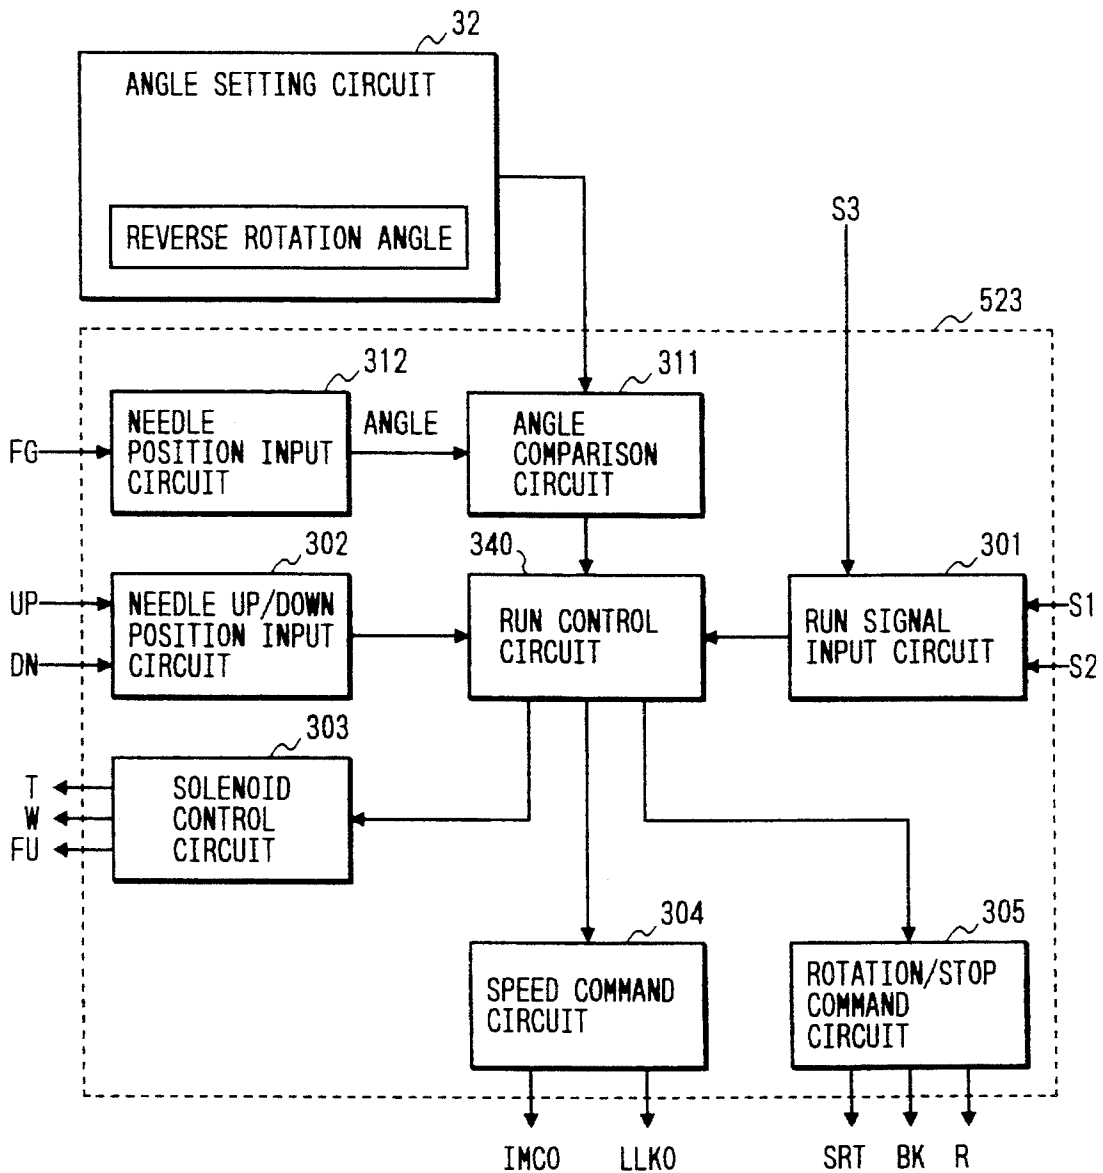 32
ANGLE SETTING CIRCUIT
REVERSE ROTATION ANGLE
S3
523
312
311
NEEDLE
POSITION INPUT
CIRCUIT
ANGLE
ANGLE
COMPARISON
CIRCUIT
FG
302
340
301
UP
DN
NEEDLE UP/DOWN
POSITION INPUT
CIRCUIT
RUN CONTROL
CIRCUIT
RUN SIGNAL
INPUT CIRCUIT
S1
S2
303
T
W
FU
SOLENOID
CONTROL
CIRCUIT
304
305
SPEED COMMAND
CIRCUIT
ROTATION/STOP
COMMAND
CIRCUIT
IMCO
LLKO
SRT
BK
R